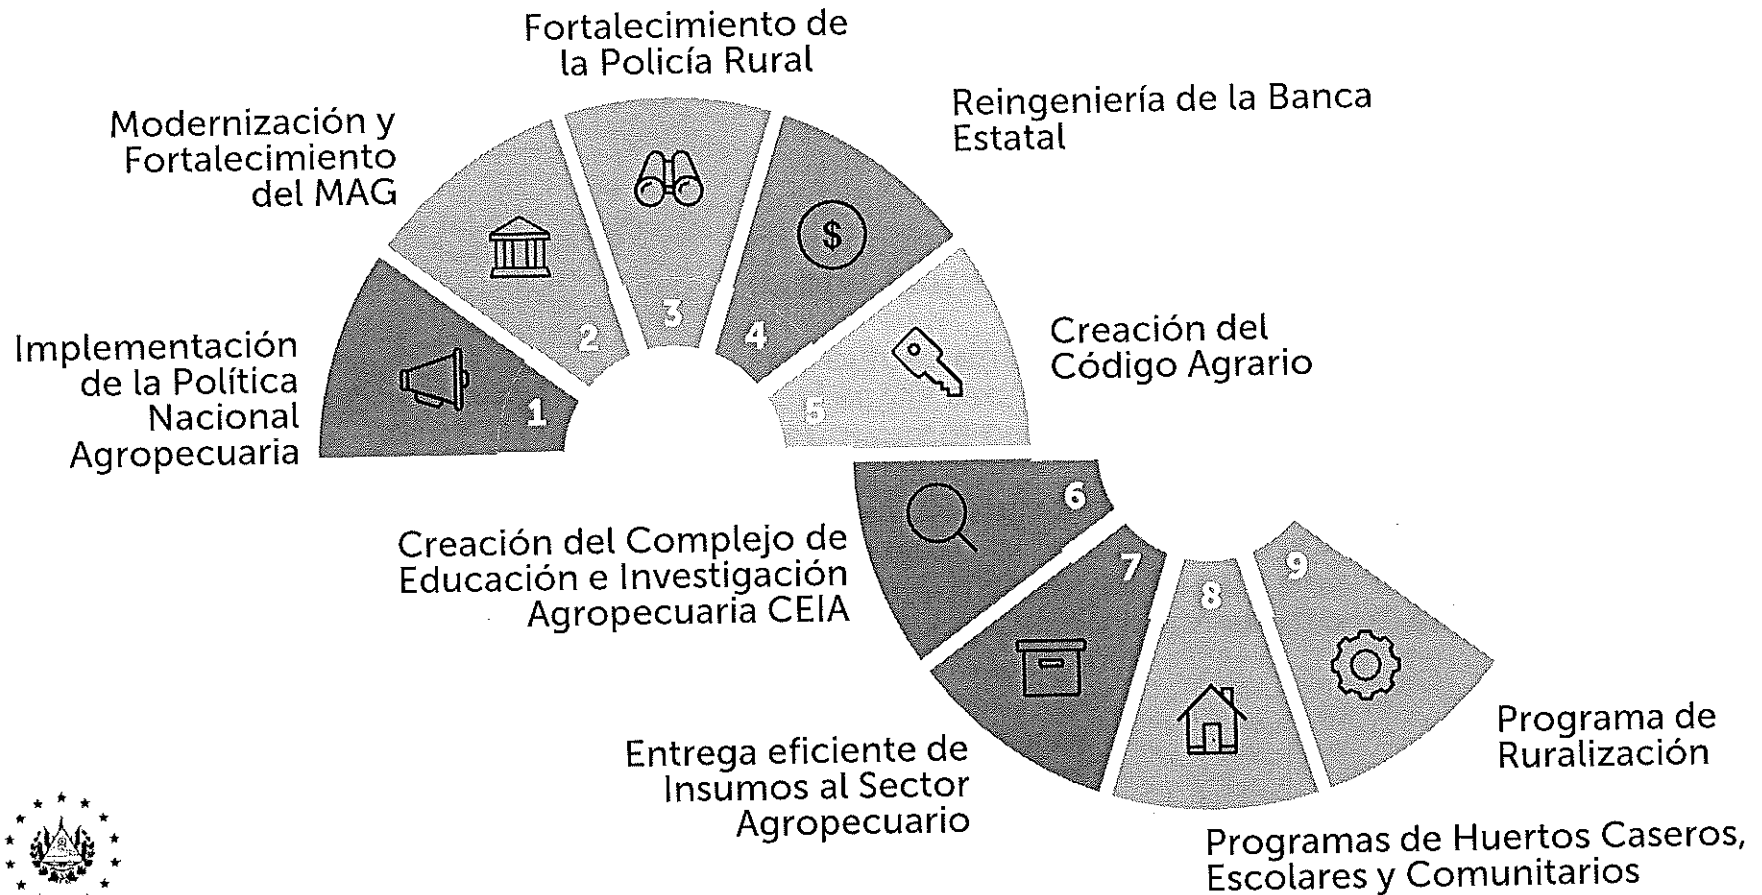 Fortalecimiento de
la Policía Rural
Modernización y
Fortalecimiento
del MAG
Reingeniería de la Banca
Estatal
Implementación
de la Política
Nacional
Agropecuaria
Creación del
Código Agrario
1
2
3
4
5
$
6
7
8
9
Creación del Complejo de
Educación e Investigación
Agropecuaria CEIA
Entrega eficiente de
Insumos al Sector
Agropecuario
Programa de
Ruralización
Programas de Huertos Caseros,
Escolares y Comunitarios